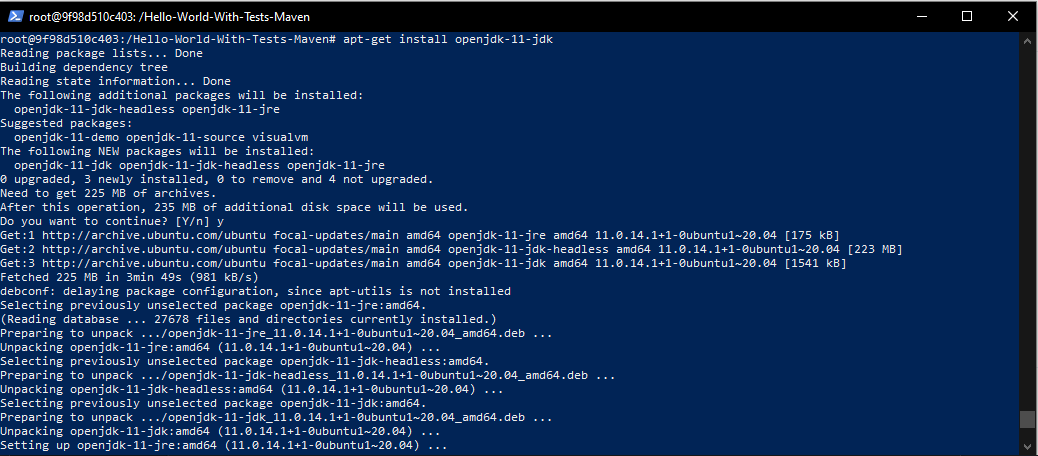 root@9f98d510c403: /Hello-World-With-Tests-Maven
root@9f98d510c403:/Hello-World-With-Tests-Maven# apt-get install openjdk-11-jdk
Reading package lists... Done
Building dependency tree
Reading state information... Done
The following additional packages will be installed:
  openjdk-11-jdk-headless openjdk-11-jre
Suggested packages:
  openjdk-11-demo openjdk-11-source visualvm
The following NEW packages will be installed:
  openjdk-11-jdk openjdk-11-jdk-headless openjdk-11-jre
0 upgraded, 3 newly installed, 0 to remove and 4 not upgraded.
Need to get 225 MB of archives.
After this operation, 235 MB of additional disk space will be used.
Do you want to continue? [Y/n] y
Get:1 http://archive.ubuntu.com/ubuntu focal-updates/main amd64 openjdk-11-jre amd64 11.0.14.1+1-0ubuntu1~20.04 [175 kB]
Get:2 http://archive.ubuntu.com/ubuntu focal-updates/main amd64 openjdk-11-jdk-headless amd64 11.0.14.1+1-0ubuntu1~20.04 [223 MB]
Get:3 http://archive.ubuntu.com/ubuntu focal-updates/main amd64 openjdk-11-jdk amd64 11.0.14.1+1-0ubuntu1~20.04 [1541 kB]
Fetched 225 MB in 3min 49s (981 kB/s)
debconf: delaying package configuration, since apt-utils is not installed
Selecting previously unselected package openjdk-11-jre:amd64.
(Reading database ... 27678 files and directories currently installed.)
Preparing to unpack .../openjdk-11-jre_11.0.14.1+1-0ubuntu1~20.04_amd64.deb ...
Unpacking openjdk-11-jre:amd64 (11.0.14.1+1-0ubuntu1~20.04) ...
Selecting previously unselected package openjdk-11-jdk-headless:amd64.
Preparing to unpack .../openjdk-11-jdk-headless_11.0.14.1+1-0ubuntu1~20.04_amd64.deb ...
Unpacking openjdk-11-jdk-headless:amd64 (11.0.14.1+1-0ubuntu1~20.04) ...
Selecting previously unselected package openjdk-11-jdk:amd64.
Preparing to unpack .../openjdk-11-jdk_11.0.14.1+1-0ubuntu1~20.04_amd64.deb ...
Unpacking openjdk-11-jdk:amd64 (11.0.14.1+1-0ubuntu1~20.04) ...
Setting up openjdk-11-jre:amd64 (11.0.14.1+1-0ubuntu1~20.04) ...